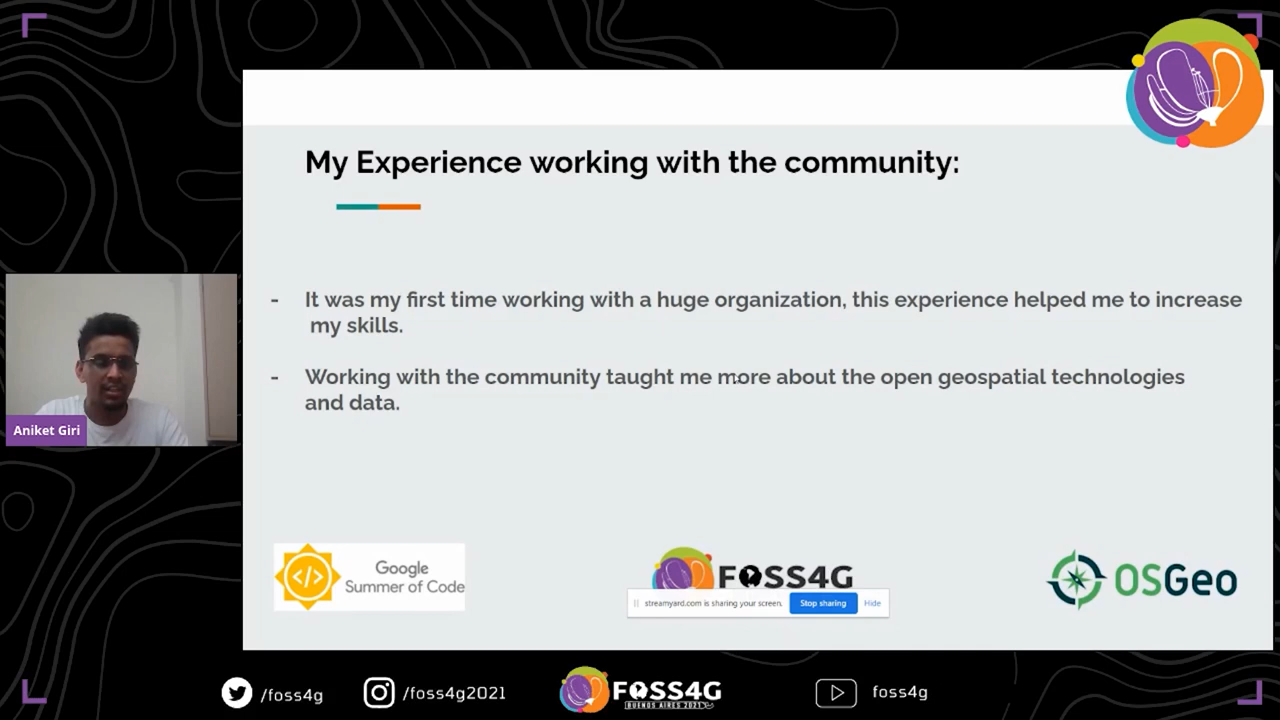 My Experience working with the community:
- It was my first time working with a huge organization, this experience helped me to increase
my skills.
- Working with the community taught me more about the open geospatial technologies
and data.
Aniket Giri
Google
Summer of Code
FOSS4G
OSGeo
streamyard.com is sharing your screen.
Stop sharing
Hide
/foss4g
/foss4g2021
FOSS4G
BUENOS AIRES 2021
foss4g